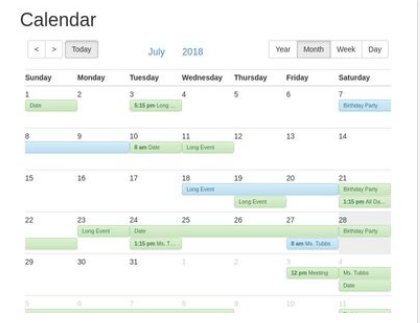 Calendar
< > Today July 2018 Year Month Week Day
Sunday Monday Tuesday Wednesday Thursday Friday Saturday
1 2 3 4 5 6 7
Date 5:15 pm Long ... Birthday Party
8 9 10 11 12 13 14
8 am Date Long Event
15 16 17 18 19 20 21
Long Event Birthday Party
Long Event 1:15 pm All Da...
22 23 24 25 26 27 28
Long Event Date Birthday Party
1:15 pm Ms. T... 8 am Ms. Tubbs
29 30 31 1 2 3 4
12 pm Meeting Ms. Tubbs
Date
5 6 7 8 9 10 11